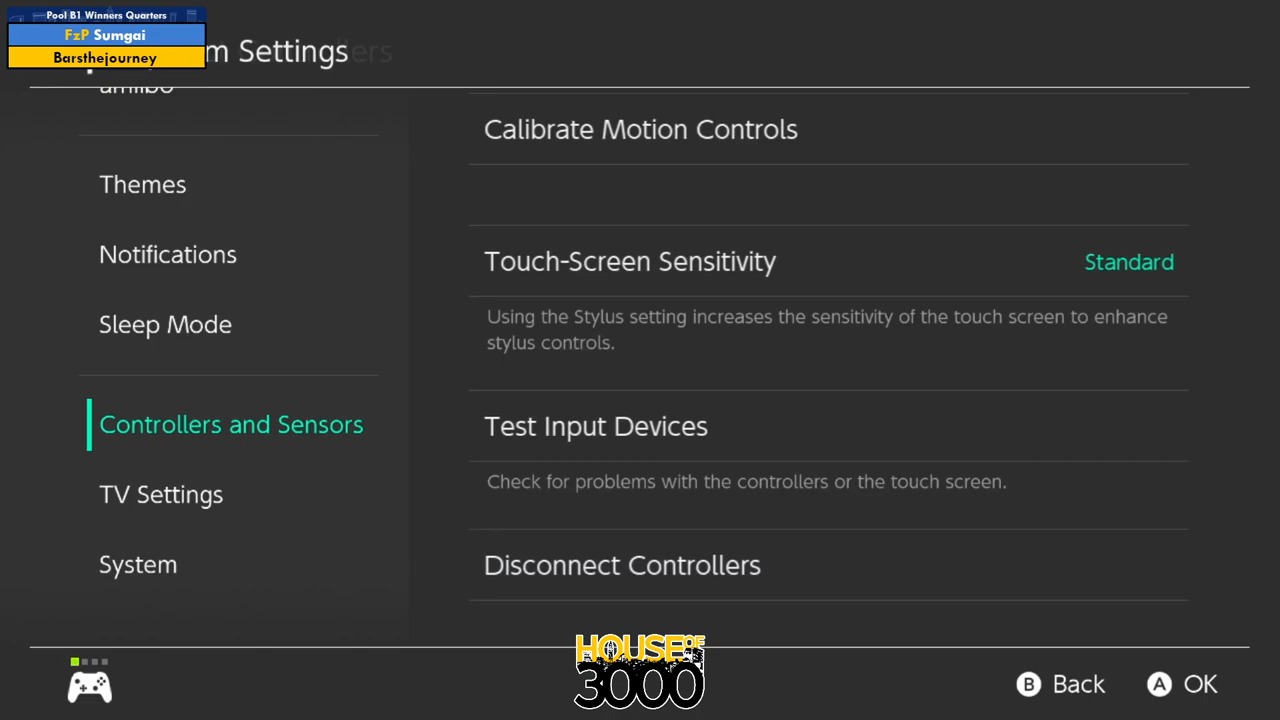 Pool B1 Winners Quarters
FzP Sumgai
Barsthejourney
m Settings
amiibo
Themes
Notifications
Sleep Mode
Controllers and Sensors
TV Settings
System
Calibrate Motion Controls
Touch-Screen Sensitivity Standard
Using the Stylus setting increases the sensitivity of the touch screen to enhance
stylus controls.
Test Input Devices
Check for problems with the controllers or the touch screen.
Disconnect Controllers
HOUSE OF
3000
B Back A OK